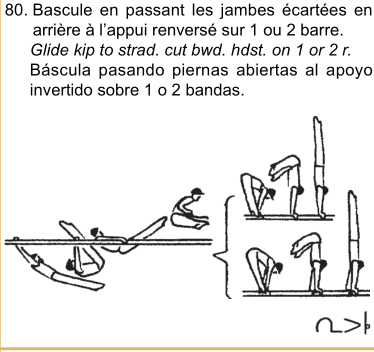 80. Bascule en passant les jambes écartées en
arrière à l'appui renversé sur 1 ou 2 barre.
Glide kip to strad. cut bwd. hdst. on 1 or 2 r.
Báscula pasando piernas abiertas al apoyo
invertido sobre 1 o 2 bandas.